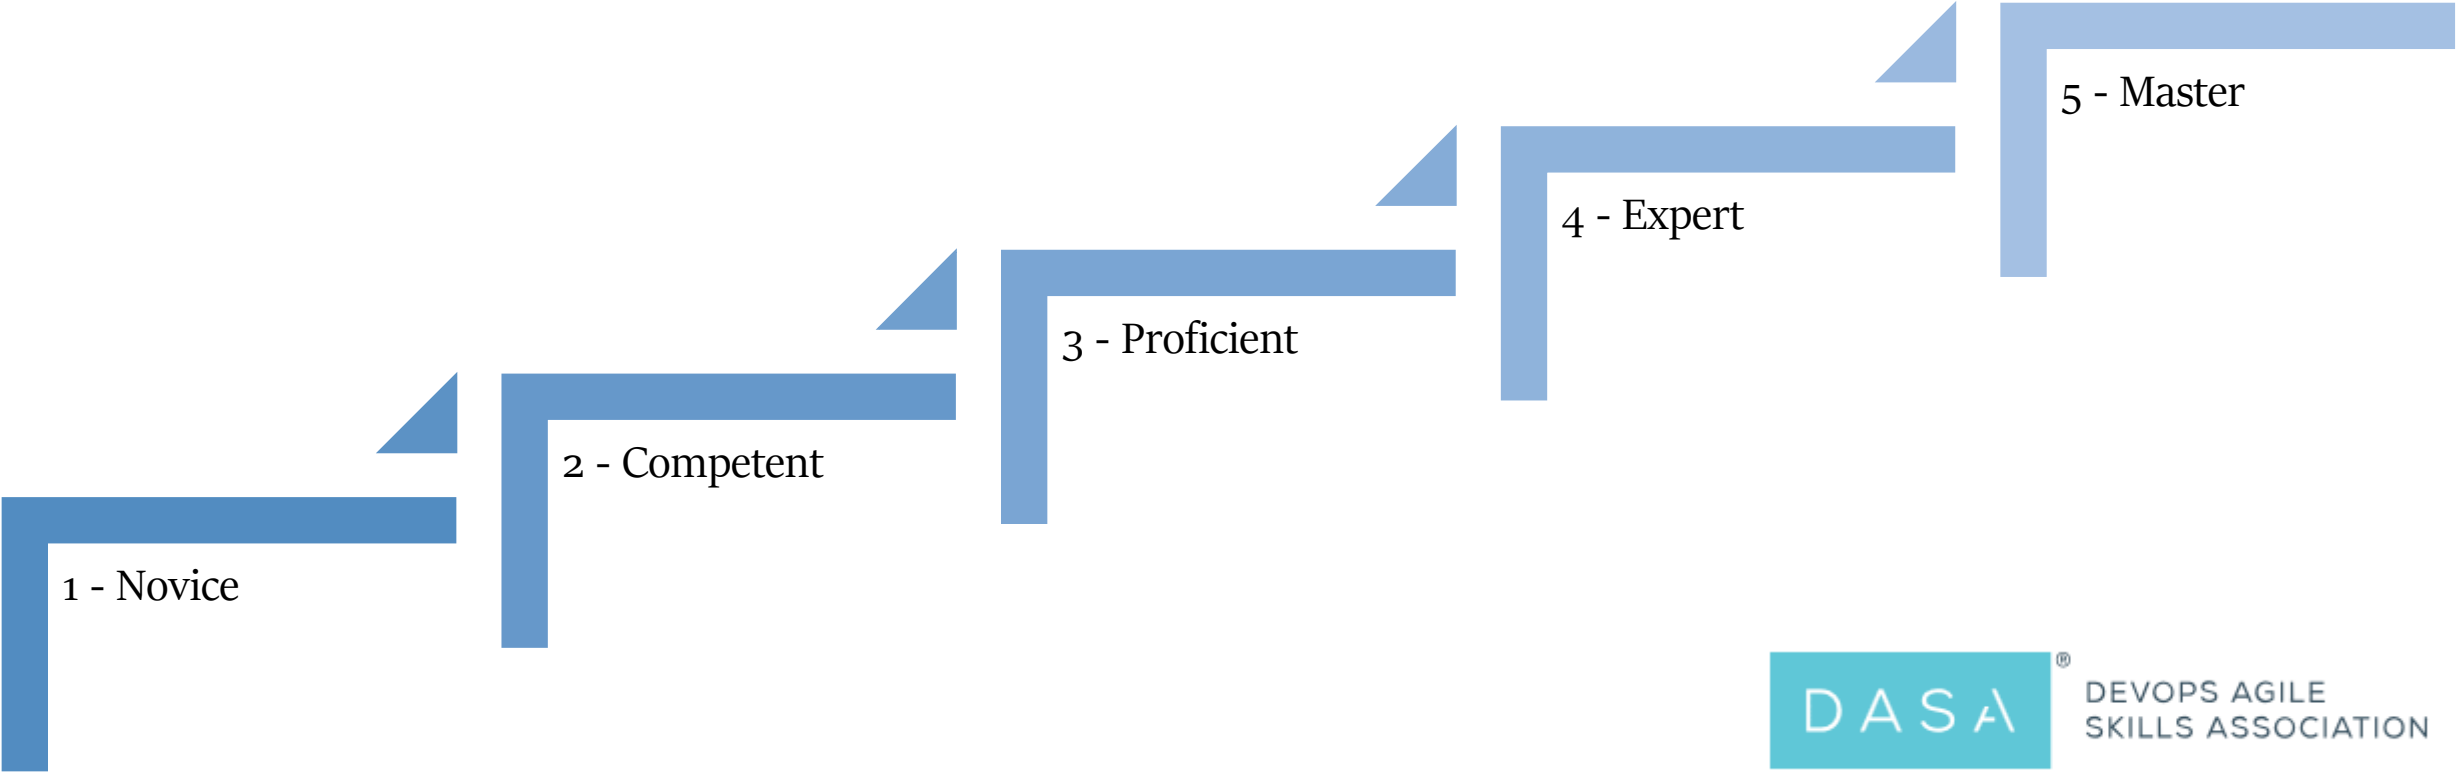 1 - Novice
2 - Competent
3 - Proficient
4 - Expert
5 - Master
DASA®
DEVOPS AGILE
SKILLS ASSOCIATION